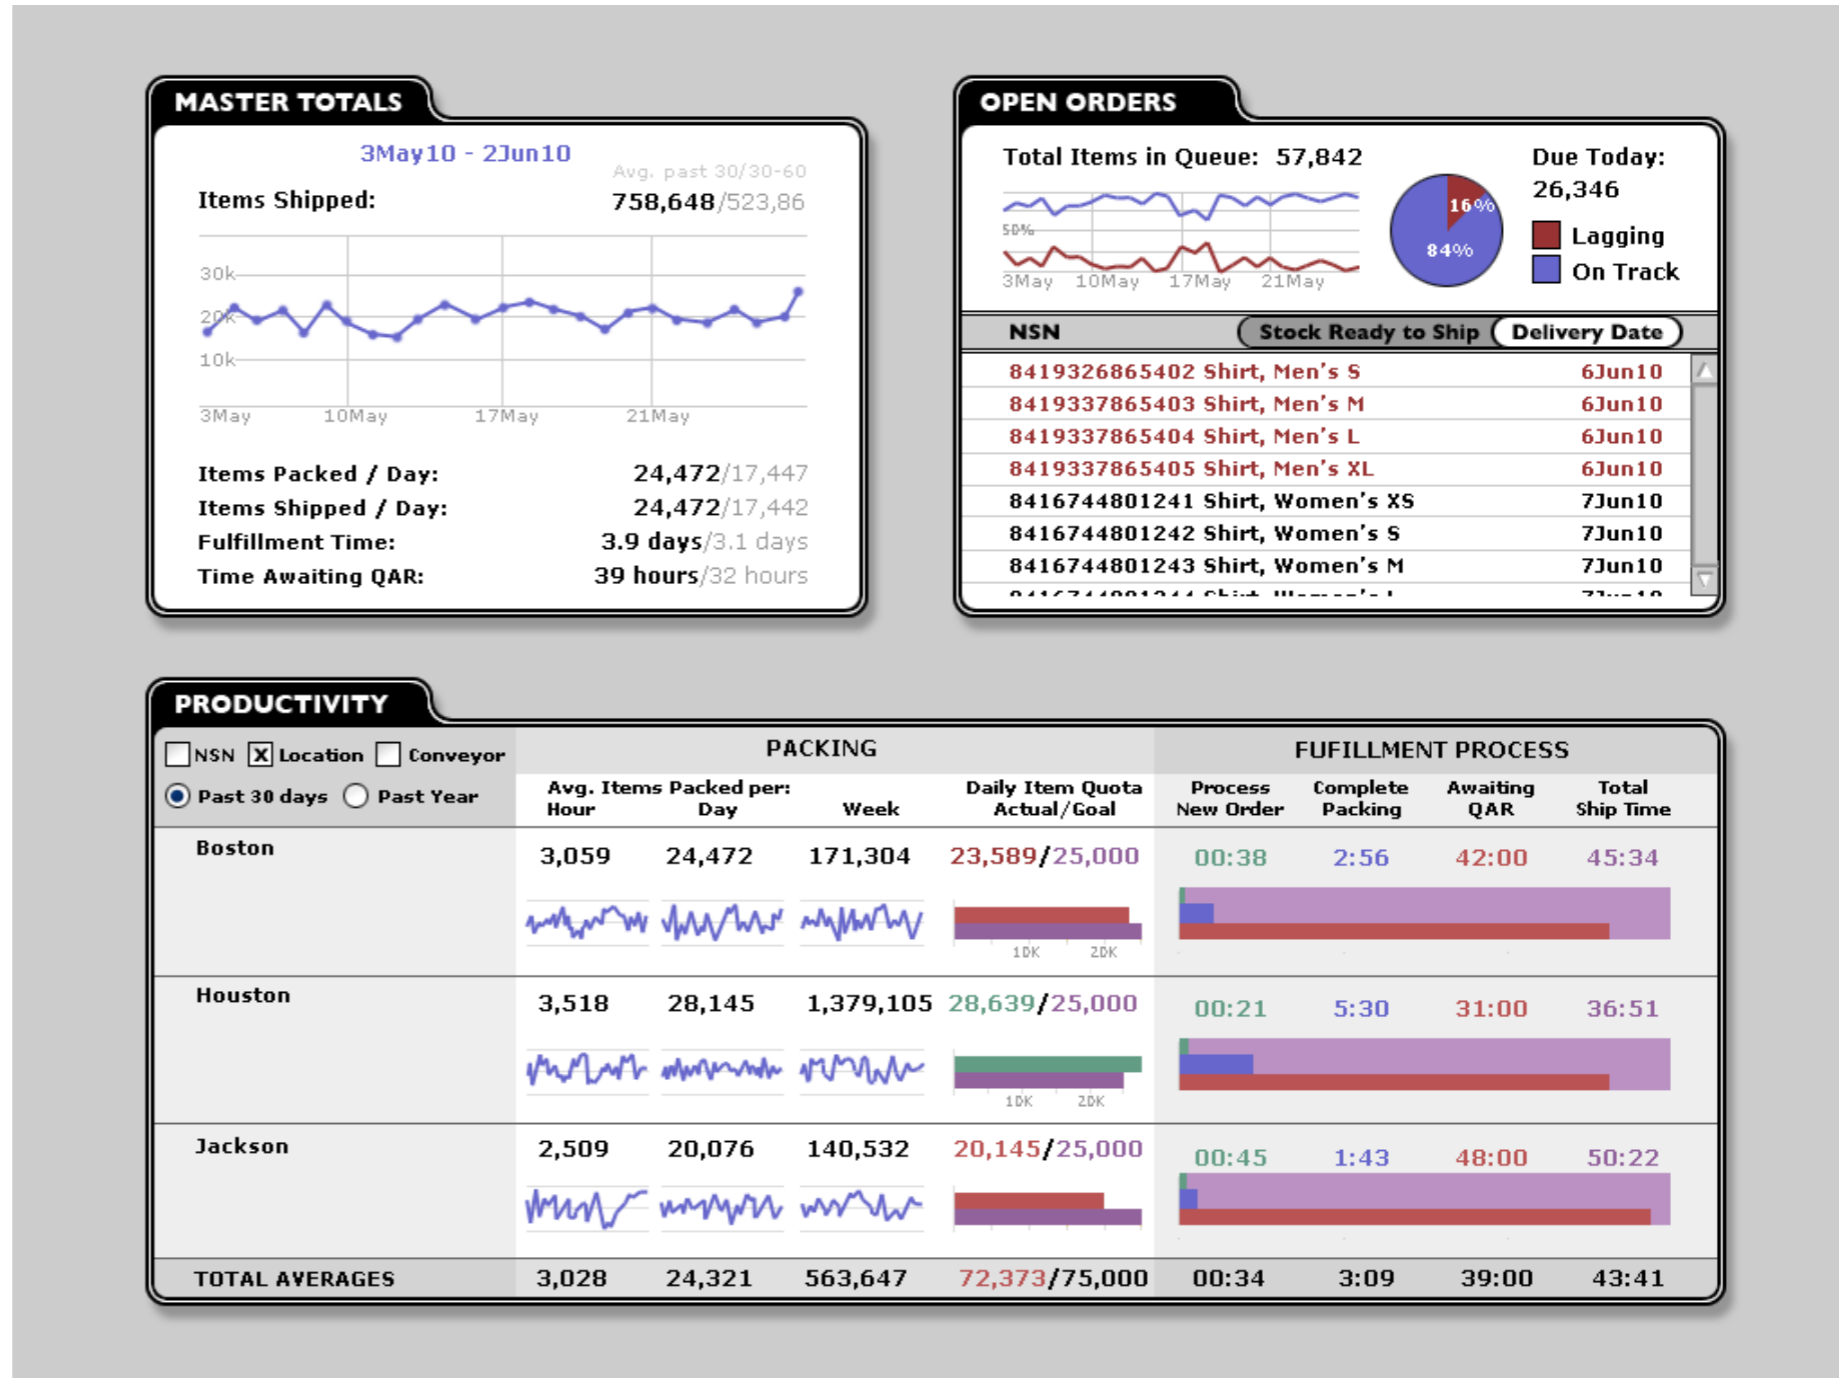 MASTER TOTALS
3May10 - 2Jun10
Avg. past 30/30-60
Items Shipped: 758,648/523,86
30k
20k
10k
3May 10May 17May 21May
Items Packed / Day: 24,472/17,447
Items Shipped / Day: 24,472/17,442
Fulfillment Time: 3.9 days/3.1 days
Time Awaiting QAR: 39 hours/32 hours
OPEN ORDERS
Total Items in Queue: 57,842
50%
3May 10May 17May 21May
16%
84%
Due Today:
26,346
Lagging
On Track
NSN Stock Ready to Ship Delivery Date
8419326865402 Shirt, Men's S 6Jun10
8419337865403 Shirt, Men's M 6Jun10
8419337865404 Shirt, Men's L 6Jun10
8419337865405 Shirt, Men's XL 6Jun10
8416744801241 Shirt, Women's XS 7Jun10
8416744801242 Shirt, Women's S 7Jun10
8416744801243 Shirt, Women's M 7Jun10
PRODUCTIVITY
NSN X Location Conveyor
Past 30 days Past Year
PACKING
FUFILLMENT PROCESS
Avg. Items Packed per:
Hour Day Week
Daily Item Quota
Actual/Goal
Process
New Order
Complete
Packing
Awaiting
QAR
Total
Ship Time
Boston 3,059 24,472 171,304 23,589/25,000 00:38 2:56 42:00 45:34
10K 20K
Houston 3,518 28,145 1,379,105 28,639/25,000 00:21 5:30 31:00 36:51
10K 20K
Jackson 2,509 20,076 140,532 20,145/25,000 00:45 1:43 48:00 50:22
TOTAL AVERAGES 3,028 24,321 563,647 72,373/75,000 00:34 3:09 39:00 43:41